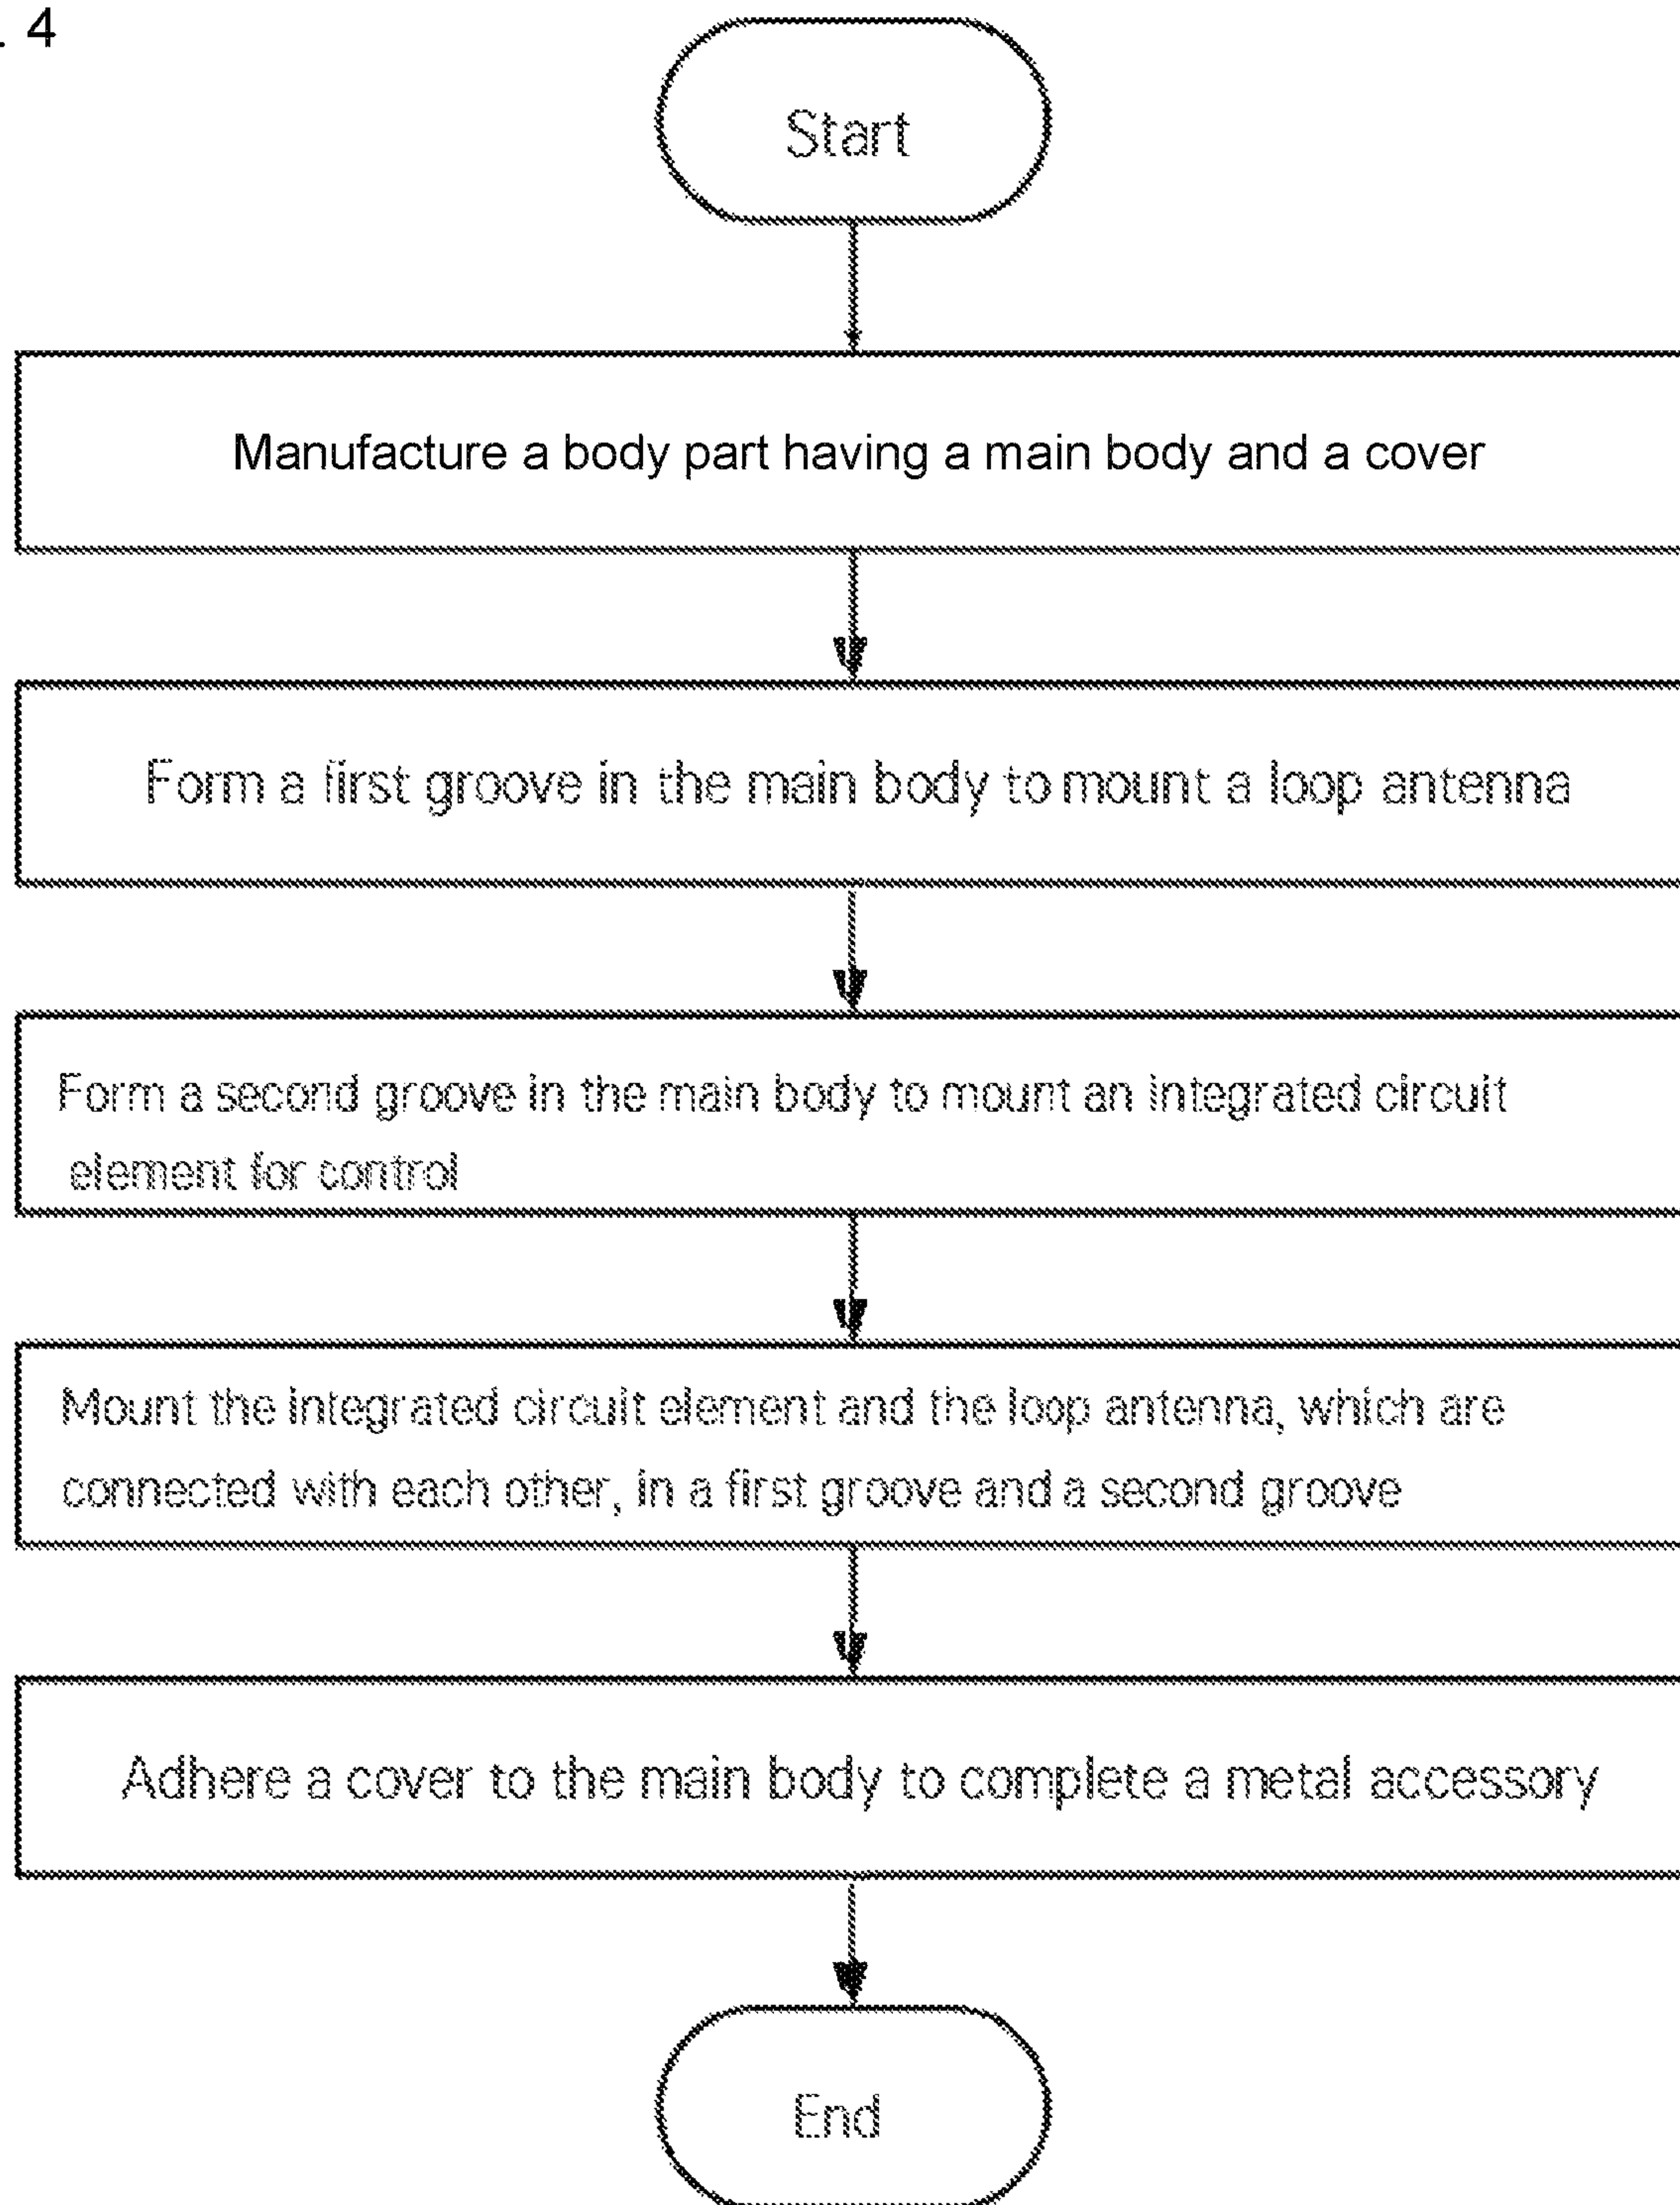 . 4
Start
Manufacture a body part having a main body and a cover
Form a first groove in the main body to mount a loop antenna
Form a second groove in the main body to mount an integrated circuit
element for control
Mount the integrated circuit element and the loop antenna, which are
connected with each other, in a first groove and a second groove
Adhere a cover to the main body to complete a metal accessory
End